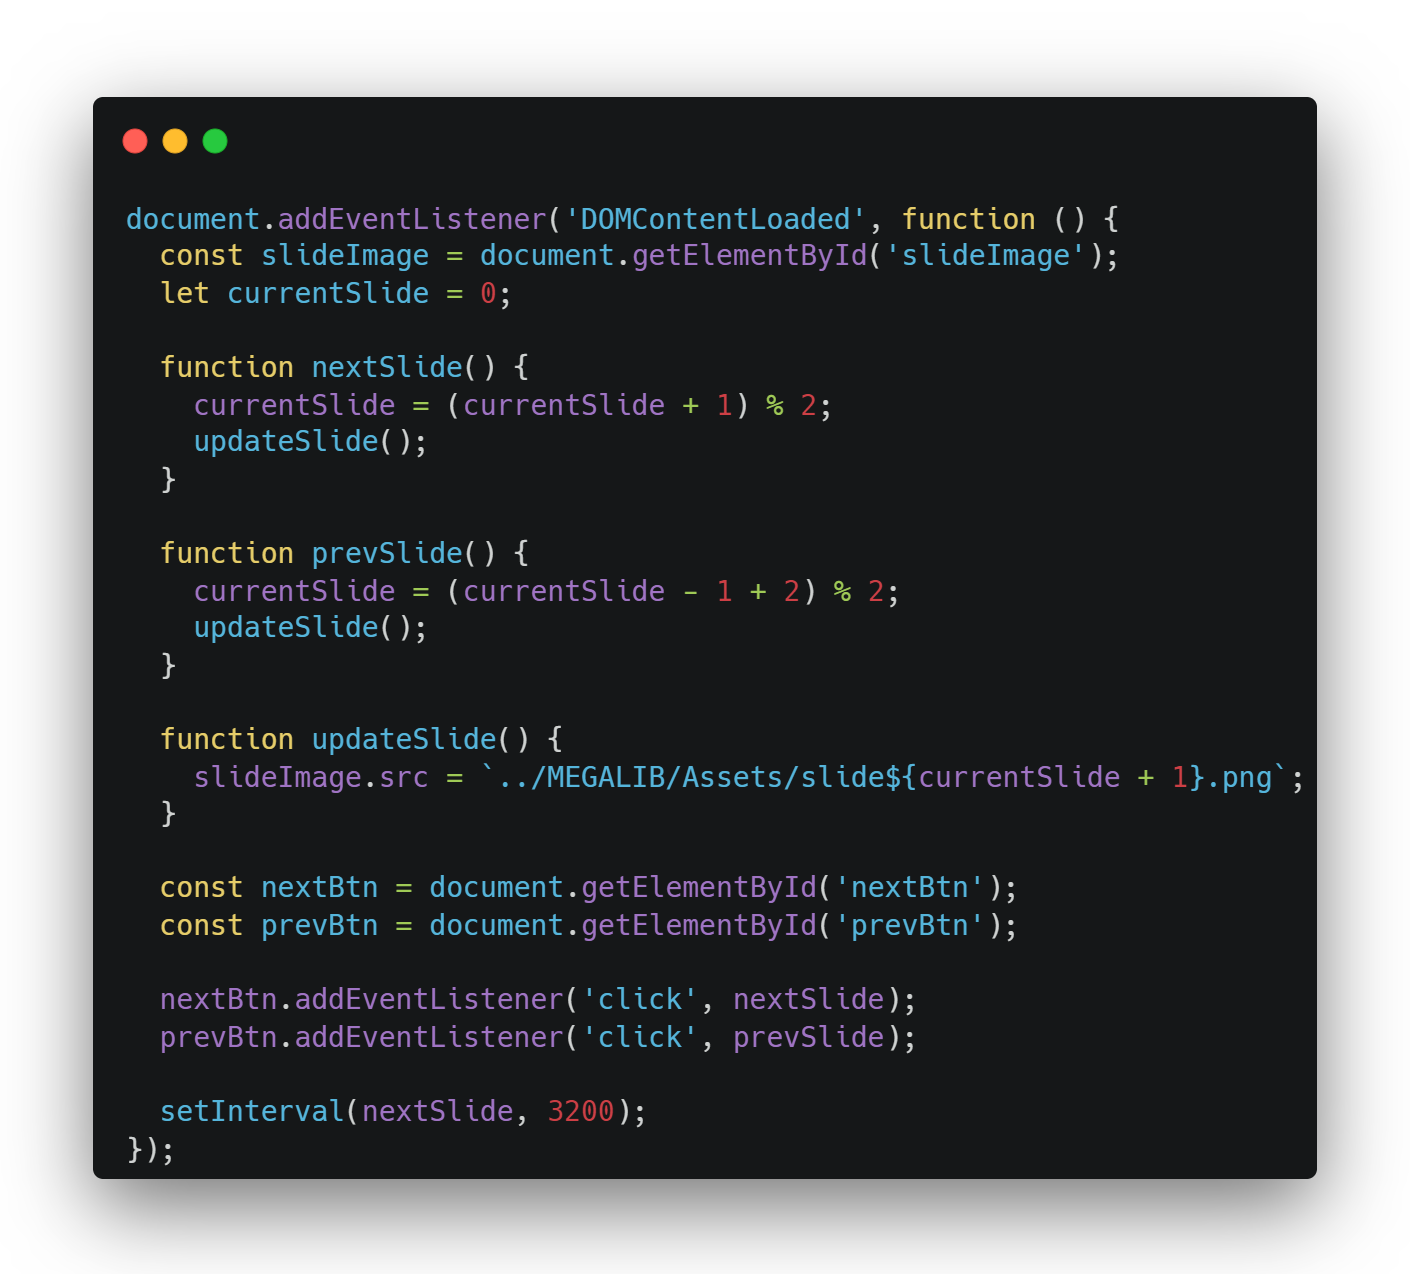 document.addEventListener('DOMContentLoaded', function () {
  const slideImage = document.getElementById('slideImage');
  let currentSlide = 0;

  function nextSlide() {
    currentSlide = (currentSlide + 1) % 2;
    updateSlide();
  }

  function prevSlide() {
    currentSlide = (currentSlide - 1 + 2) % 2;
    updateSlide();
  }

  function updateSlide() {
    slideImage.src = `../MEGALIB/Assets/slide${currentSlide + 1}.png`;
  }

  const nextBtn = document.getElementById('nextBtn');
  const prevBtn = document.getElementById('prevBtn');

  nextBtn.addEventListener('click', nextSlide);
  prevBtn.addEventListener('click', prevSlide);

  setInterval(nextSlide, 3200);
});